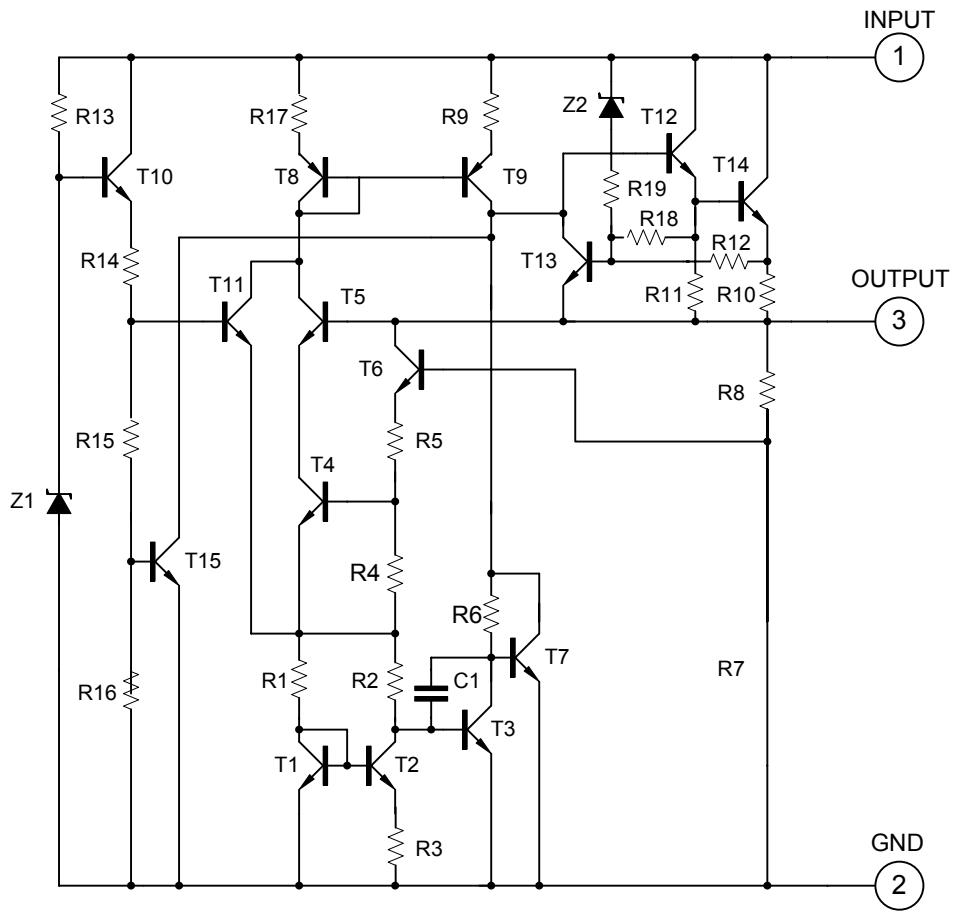 INPUT
1
R13
R17
R9
Z2
T12
T10
T8
T9
T14
R19
R18
R12
R14
T11
T13
T5
R11
R10
OUTPUT
3
T6
R8
R15
R5
T4
Z1
T15
R4
R6
R16
R1
R2
C1
T7
R7
T3
T1
T2
R3
GND
2